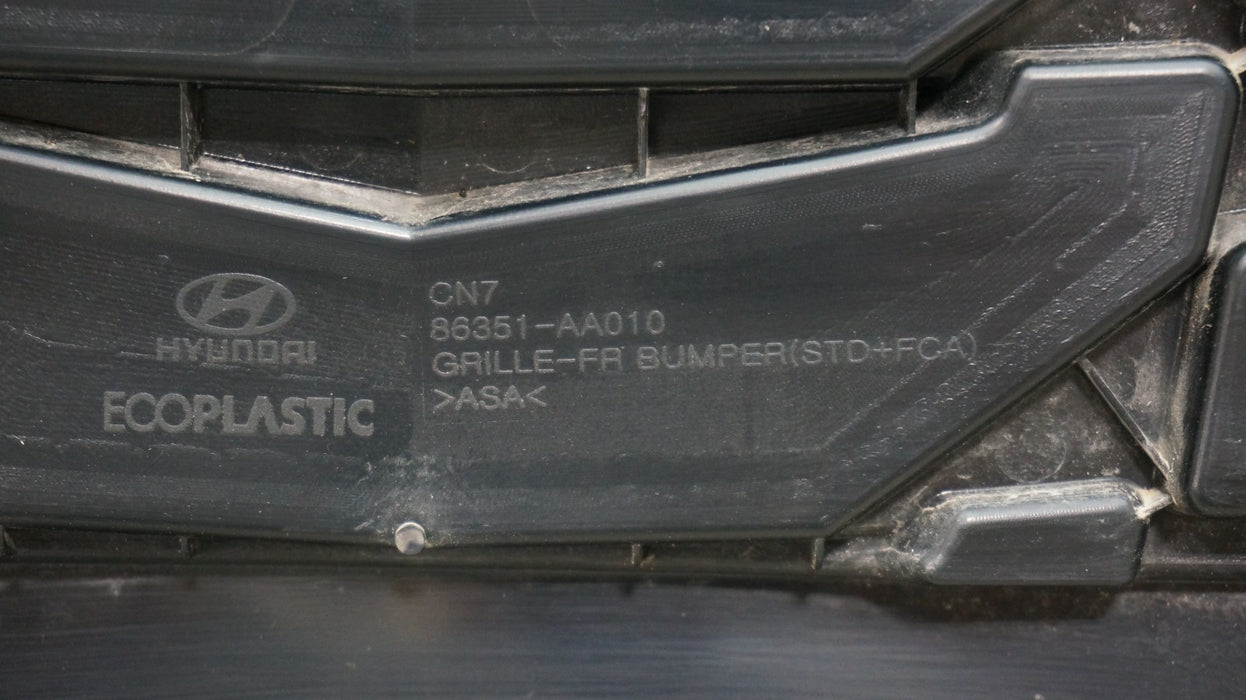 HYUNDAI
ECOPLASTIC
CN7
86351-AA010
GRILLE-FR BUMPER(STD+FCA)
>ASA<